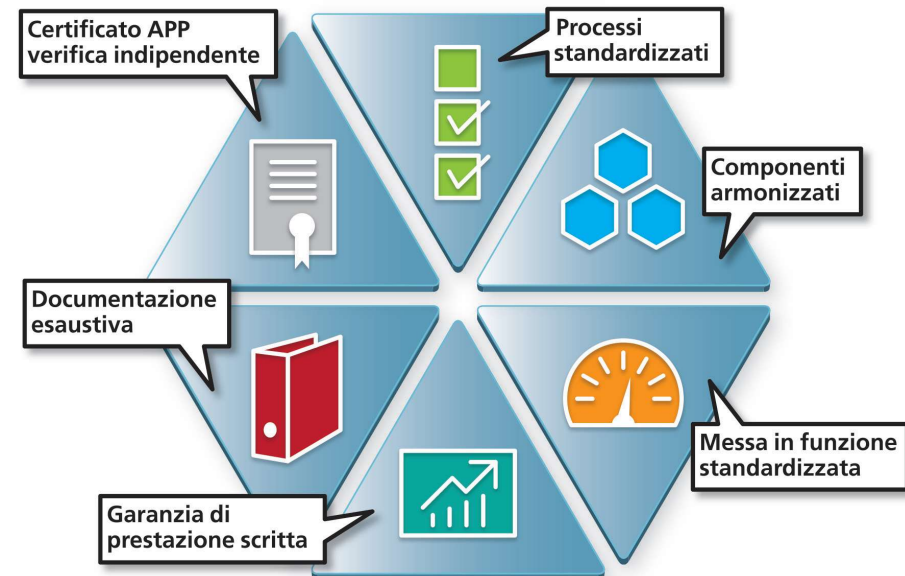 Certificato APP
verifica indipendente
Processi
standardizzati
Componenti
armonizzati
Documentazione
esaustiva
Messa in funzione
standardizzata
Garanzia di
prestazione scritta